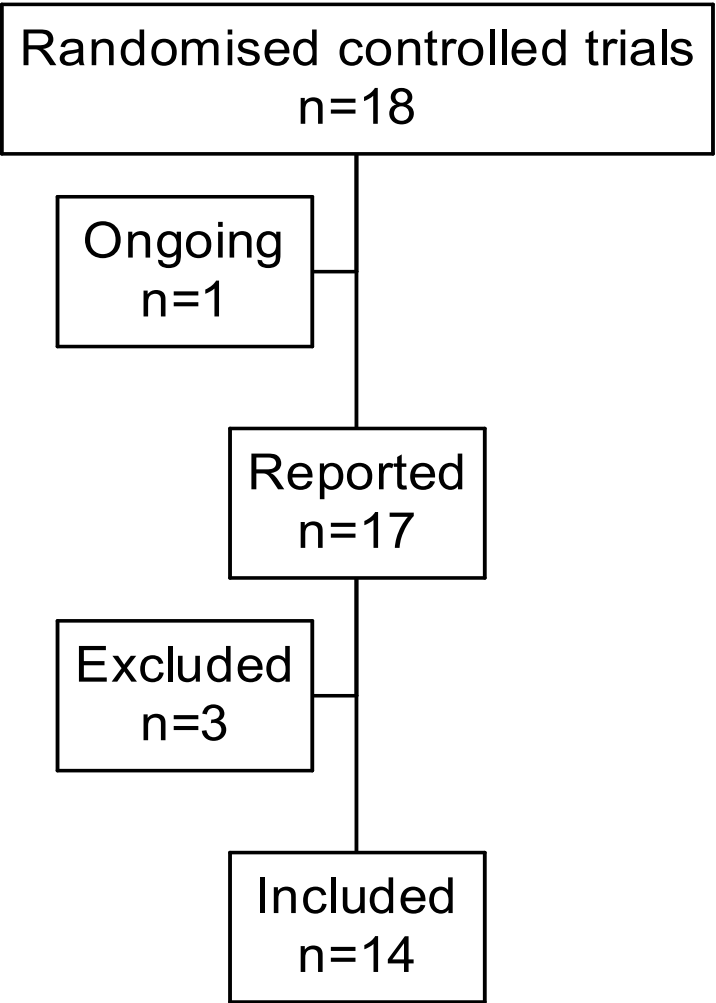 Randomised controlled trials
n=18
Ongoing
n=1
Reported
n=17
Excluded
n=3
Included
n=14